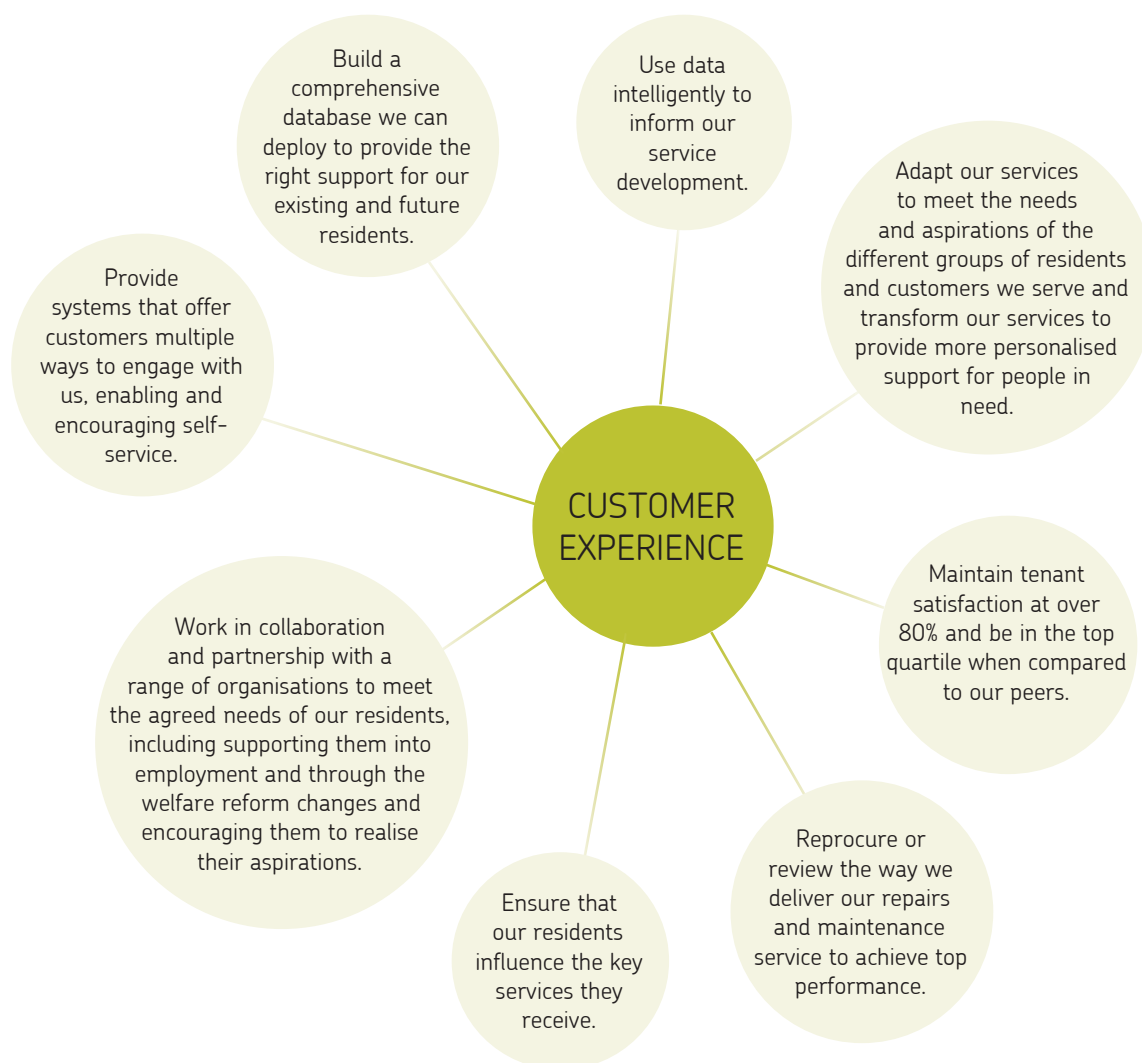 Build a
comprehensive
database we can
deploy to provide the
right support for our
existing and future
residents.
Use data
intelligently to
inform our
service
development.
Adapt our services
to meet the needs
and aspirations of the
different groups of residents
and customers we serve and
transform our services to
provide more personalised
support for people in
need.
Provide
systems that offer
customers multiple
ways to engage with
us, enabling and
encouraging self-
service.
CUSTOMER
EXPERIENCE
Maintain tenant
satisfaction at over
80% and be in the top
quartile when compared
to our peers.
Work in collaboration
and partnership with a
range of organisations to meet
the agreed needs of our residents,
including supporting them into
employment and through the
welfare reform changes and
encouraging them to realise
their aspirations.
Reprocure or
review the way we
deliver our repairs
and maintenance
service to achieve top
performance.
Ensure that
our residents
influence the key
services they
receive.